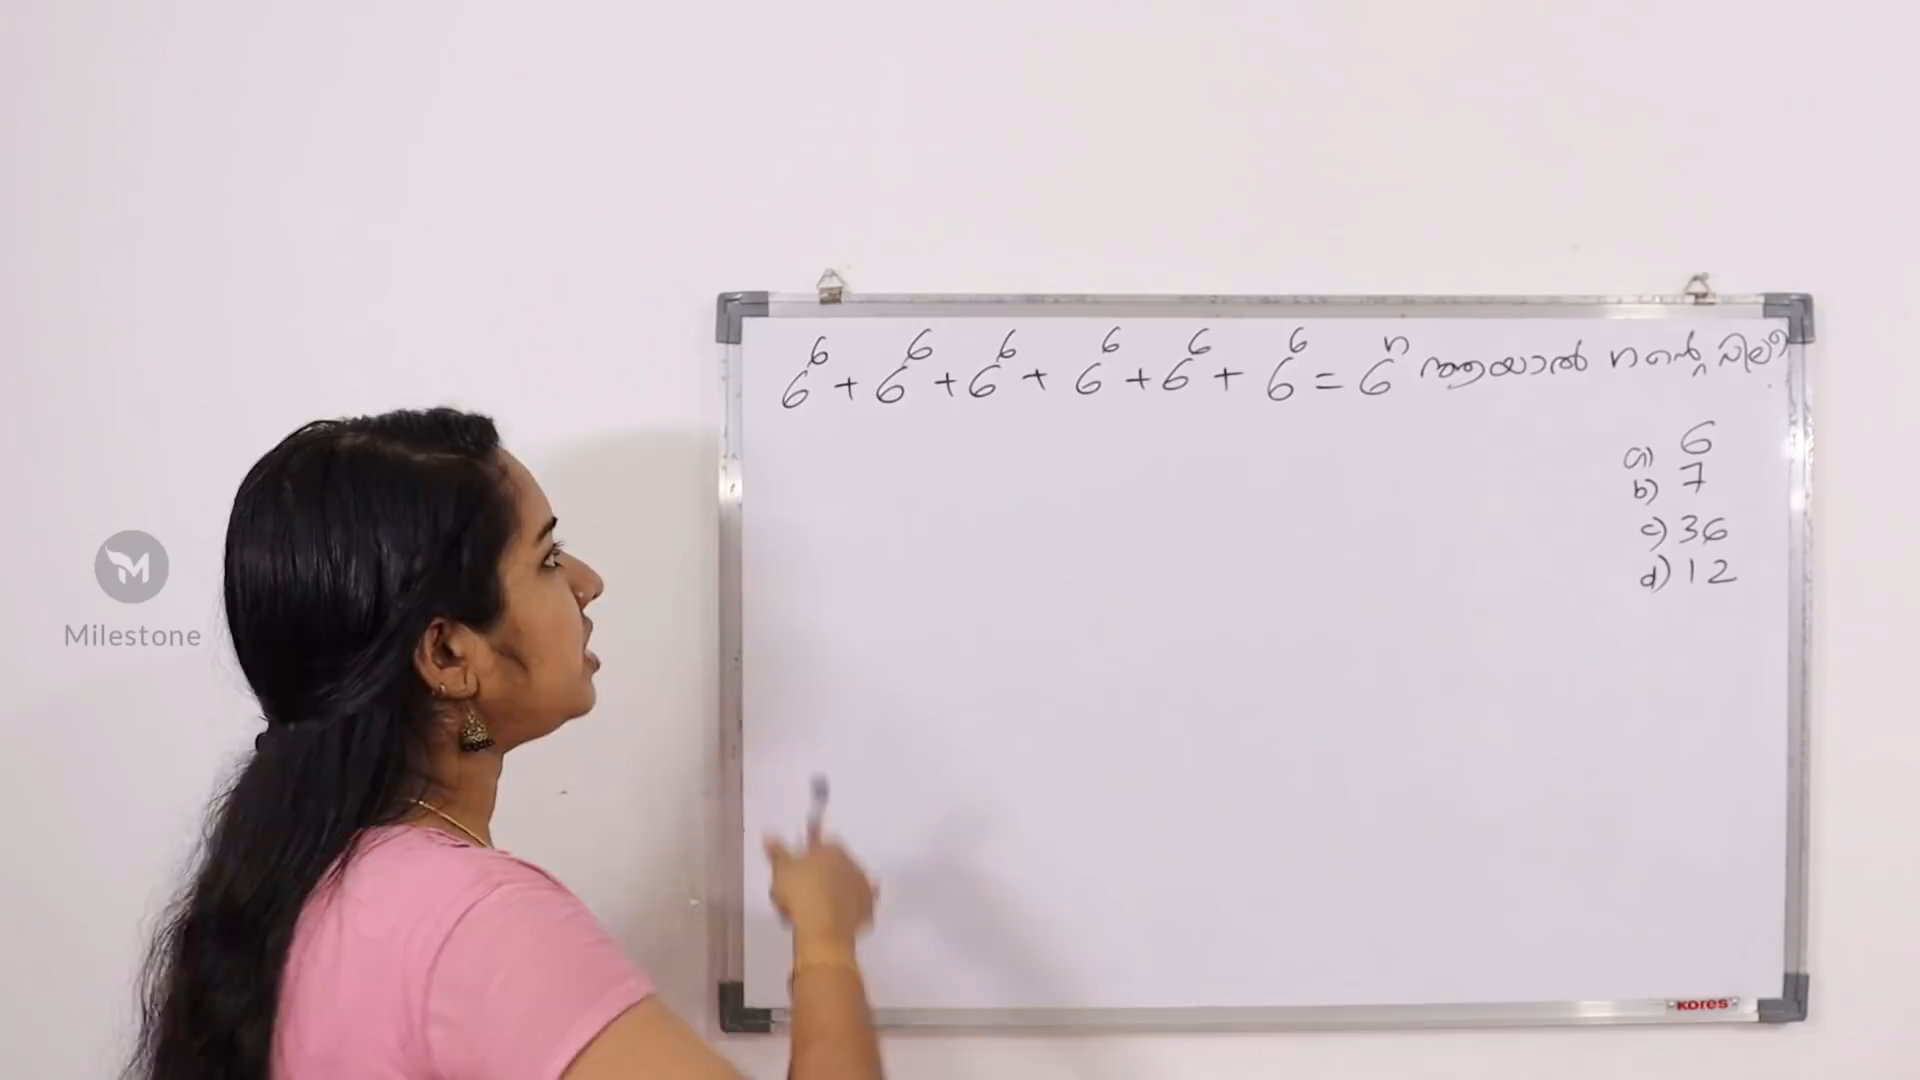 6⁶ + 6⁶ + 6⁶ + 6⁶ + 6⁶ + 6⁶ = 6ⁿ ആയാൽ n ന്റെ വില?
a) 6
b) 7
c) 36
d) 12
Milestone
KORES